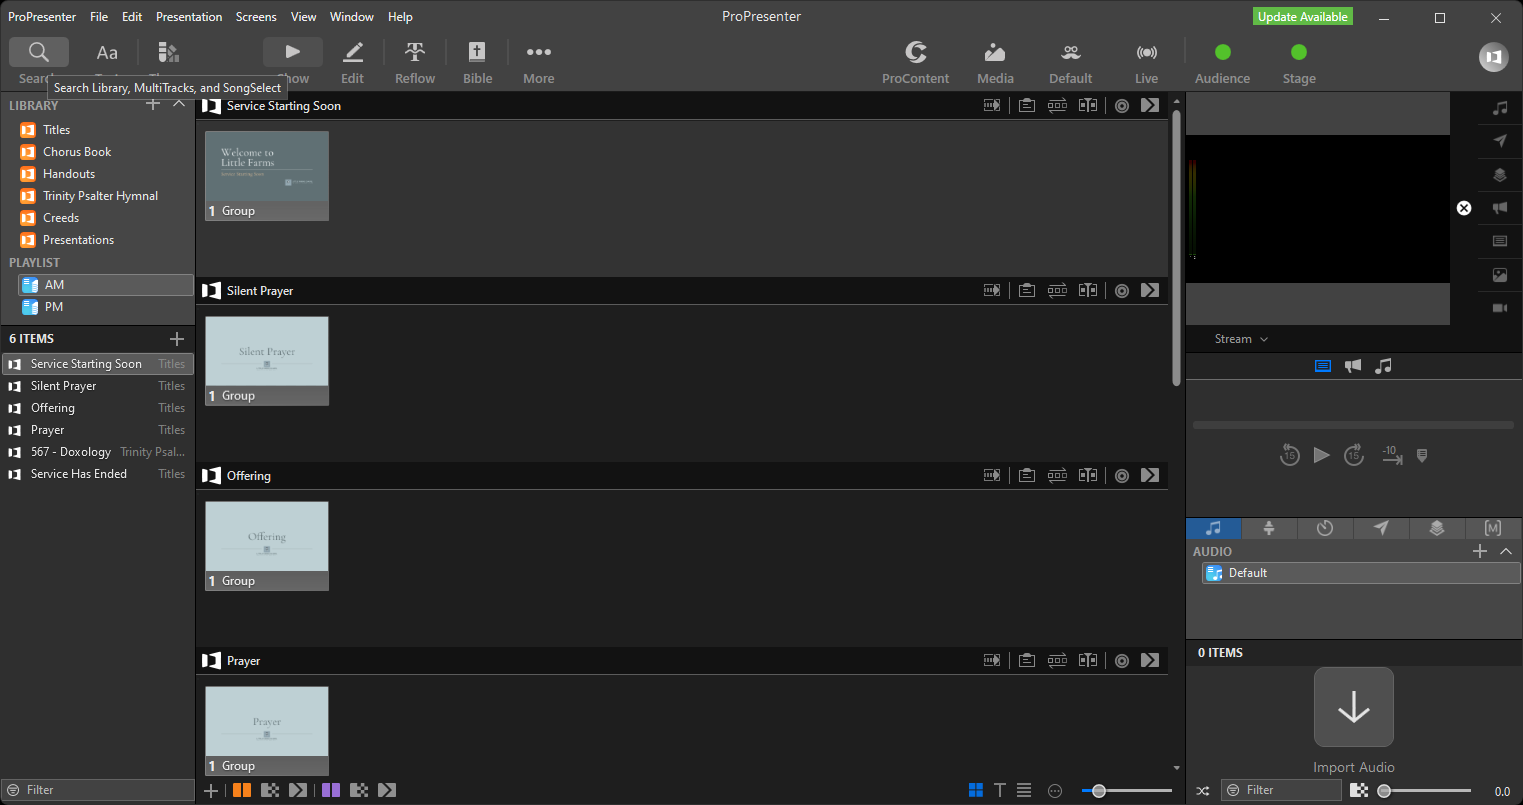 ProPresenter File Edit Presentation Screens View Window Help
ProPresenter
Update Available
Aa
Show Edit Reflow Bible More
ProContent Media Default Live Audience Stage
Search Library, MultiTracks, and SongSelect
LIBRARY
Titles
Chorus Book
Handouts
Trinity Psalter Hymnal
Creeds
Presentations
PLAYLIST
AM
PM
6 ITEMS
Service Starting Soon Titles
Silent Prayer Titles
Offering Titles
Prayer Titles
567 - Doxology Trinity Psal...
Service Has Ended Titles
Filter
Service Starting Soon
Welcome to
Little Farms
Service Starting Soon
1 Group
Silent Prayer
Silent Prayer
1 Group
Offering
Offering
1 Group
Prayer
Prayer
1 Group
Stream
15 15 -10
[M]
AUDIO
Default
0 ITEMS
Import Audio
Filter
0.0